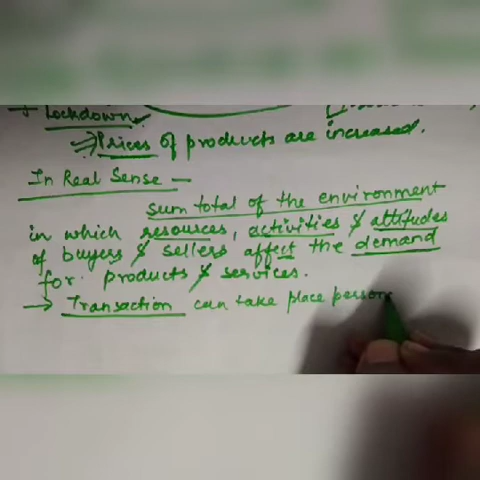 → Lockdown
⇒ Prices of products are increased.
In Real Sense —
sum total of the environment
in which resources, activities & attitudes
of buyers & sellers affect the demand
for products & services.
→ Transaction can take place person